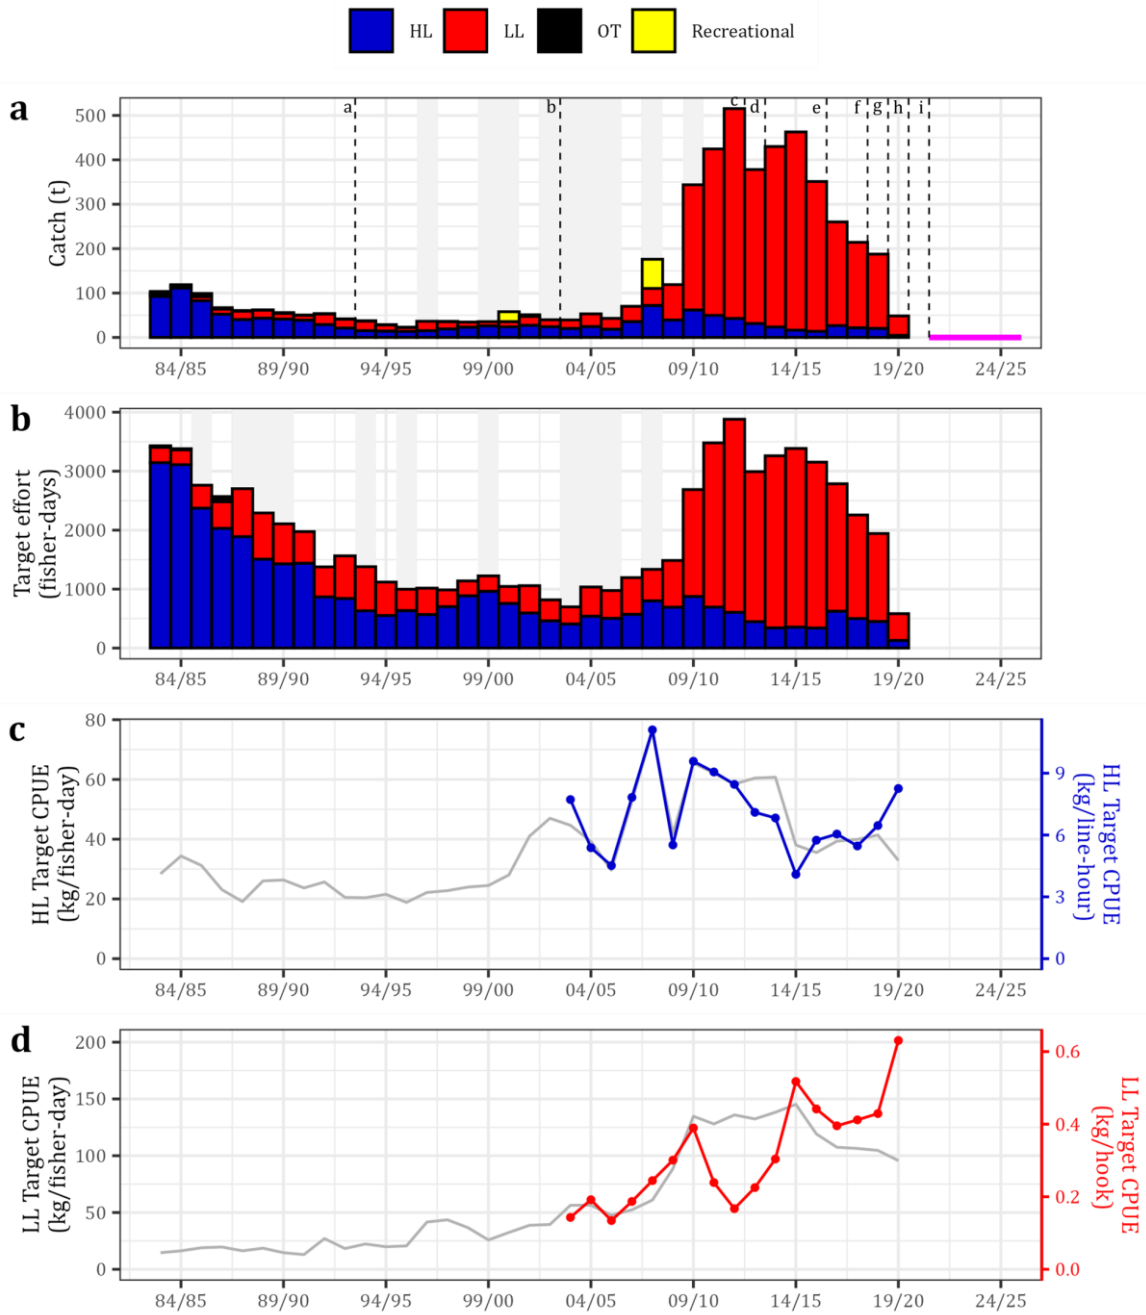 HL LL OT Recreational
a
Catch (t)
500
400
300
200
100
0
a b c d e f g h i
84/85 89/90 94/95 99/00 04/05 09/10 14/15 19/20 24/25
b
Target effort
(fisher-days)
4000
3000
2000
1000
0
84/85 89/90 94/95 99/00 04/05 09/10 14/15 19/20 24/25
c
HL Target CPUE
(kg/fisher-day)
80
60
40
20
0
9
6
3
0
HL Target CPUE
(kg/line-hour)
84/85 89/90 94/95 99/00 04/05 09/10 14/15 19/20 24/25
d
LL Target CPUE
(kg/fisher-day)
200
150
100
50
0
0.6
0.4
0.2
0.0
LL Target CPUE
(kg/hook)
84/85 89/90 94/95 99/00 04/05 09/10 14/15 19/20 24/25